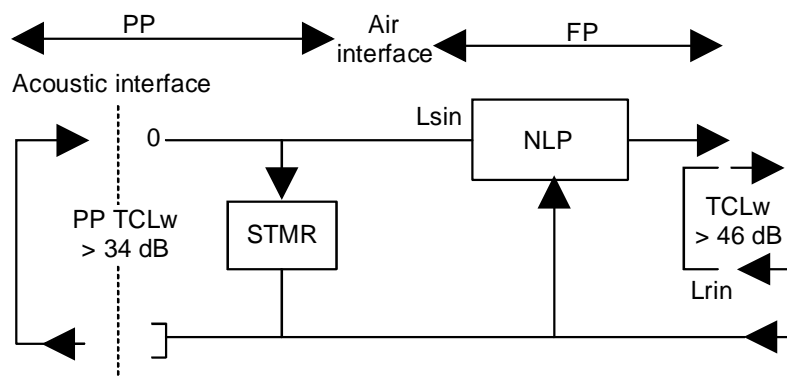 PP
Air
interface
FP
Acoustic interface
0
Lsin
NLP
PP TCLw
> 34 dB
STMR
TCLw
> 46 dB
Lrin